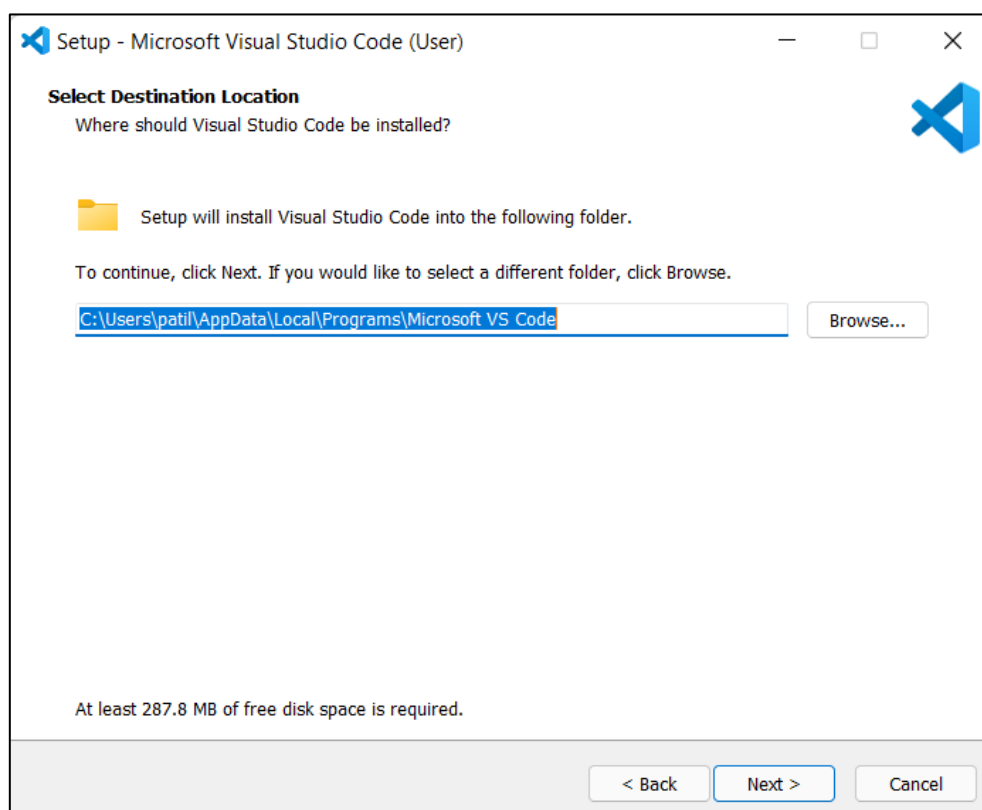 Setup - Microsoft Visual Studio Code (User)
Select Destination Location
Where should Visual Studio Code be installed?
Setup will install Visual Studio Code into the following folder.
To continue, click Next. If you would like to select a different folder, click Browse.
C:\Users\patil\AppData\Local\Programs\Microsoft VS Code
Browse...
At least 287.8 MB of free disk space is required.
< Back
Next >
Cancel